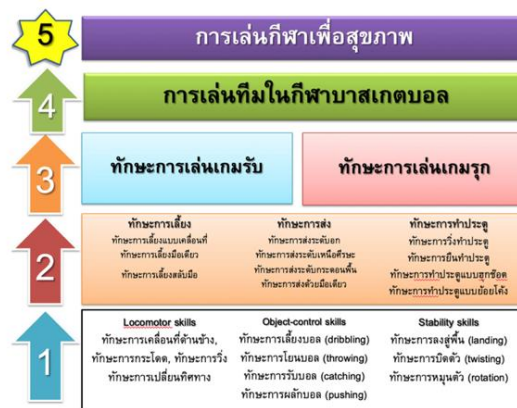 5
การเล่นกีฬาเพื่อสุขภาพ
4
การเล่นทีมในกีฬาบาสเกตบอล
3
ทักษะการเล่นเกมรับ
ทักษะการเล่นเกมรุก
2
ทักษะการเลี้ยง
ทักษะการเลี้ยงแบบเคลื่อนที่
ทักษะการเลี้ยงมือเดียว
ทักษะการเลี้ยงสลับมือ
ทักษะการส่ง
ทักษะการส่งระดับอก
ทักษะการส่งระดับเหนือศีรษะ
ทักษะการส่งระดับกระดอนพื้น
ทักษะการส่งด้วยมือเดียว
ทักษะการทำประตู
ทักษะการวิ่งทำประตู
ทักษะการยืนทำประตู
ทักษะการทำประตูแบบฮุกช๊อต
ทักษะการทำประตูแบบย้อยโค้ง
1
Locomotor skills
ทักษะการเคลื่อนที่ด้านข้าง,
ทักษะการกระโดด, ทักษะการวิ่ง
ทักษะการเปลี่ยนทิศทาง
Object-control skills
ทักษะการเลี้ยงบอล (dribbling)
ทักษะการโยนบอล (throwing)
ทักษะการรับบอล (catching)
ทักษะการผลักบอล (pushing)
Stability skills
ทักษะการลงสู่พื้น (landing)
ทักษะการบิดตัว (twisting)
ทักษะการหมุนตัว (rotation)